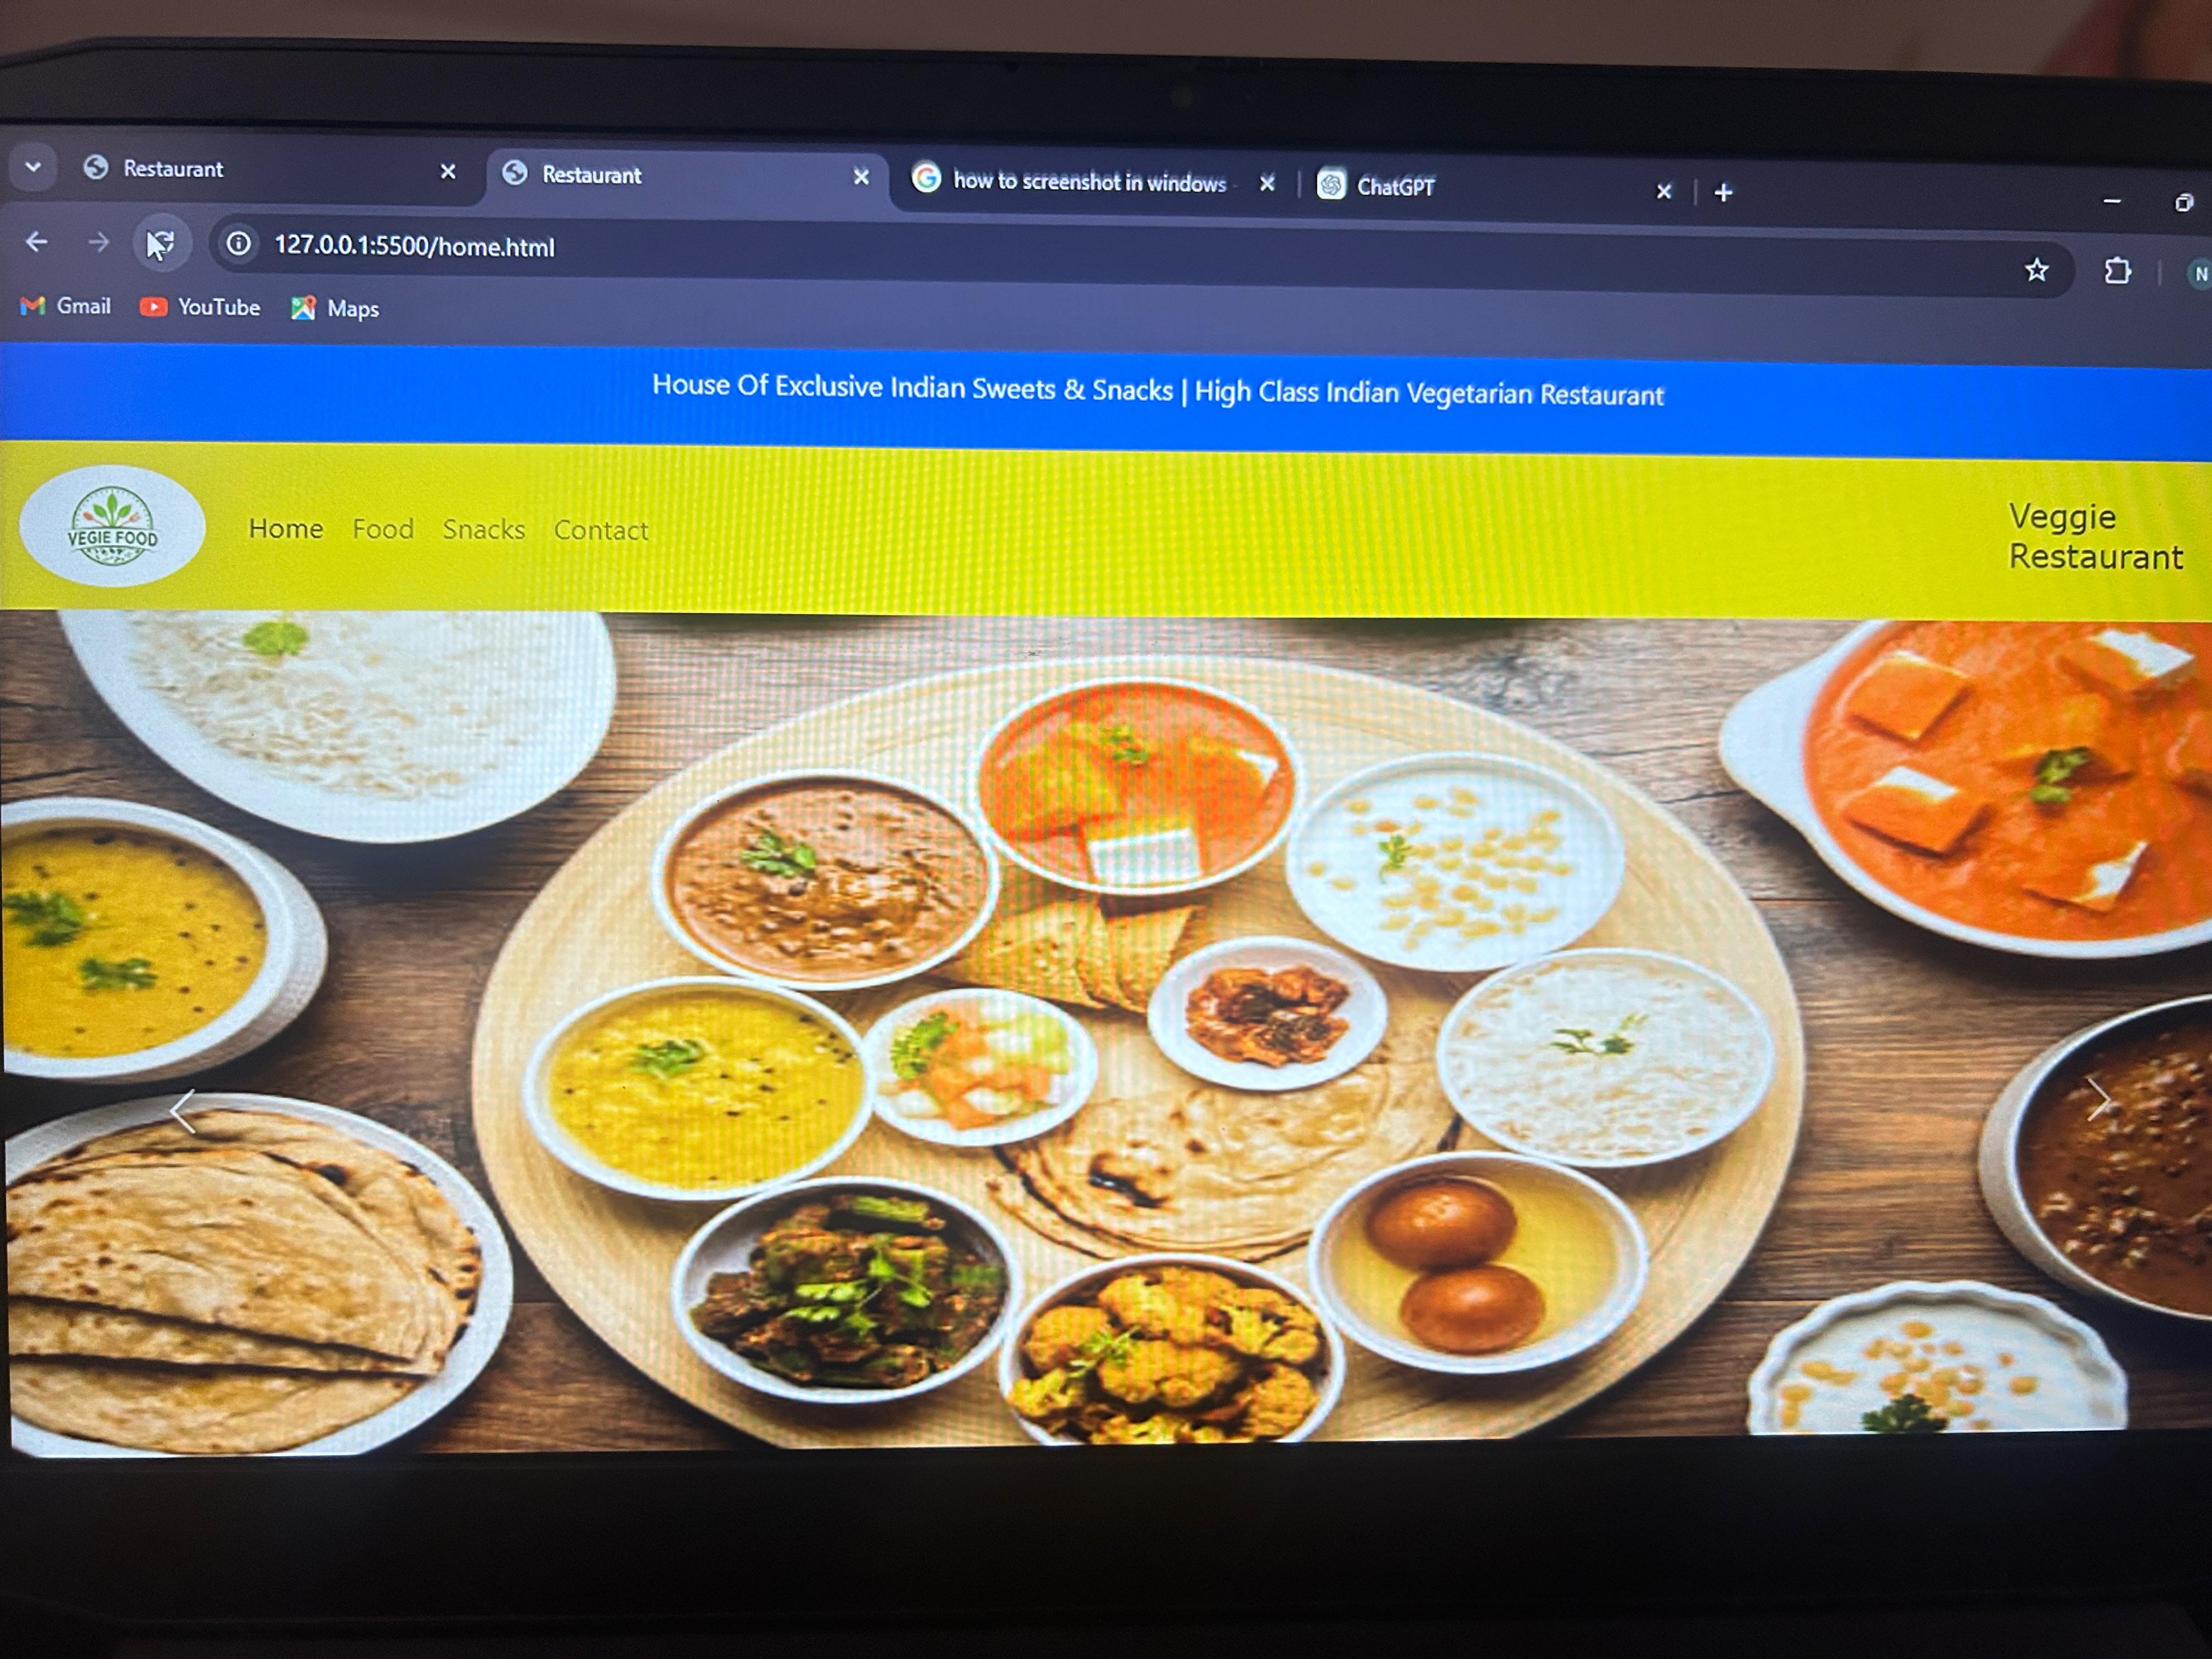 Restaurant
Restaurant
how to screenshot in windows -
ChatGPT
127.0.0.1:5500/home.html
N
Gmail
YouTube
Maps
House Of Exclusive Indian Sweets & Snacks | High Class Indian Vegetarian Restaurant
VEGIE FOOD
Home
Food
Snacks
Contact
Veggie
Restaurant